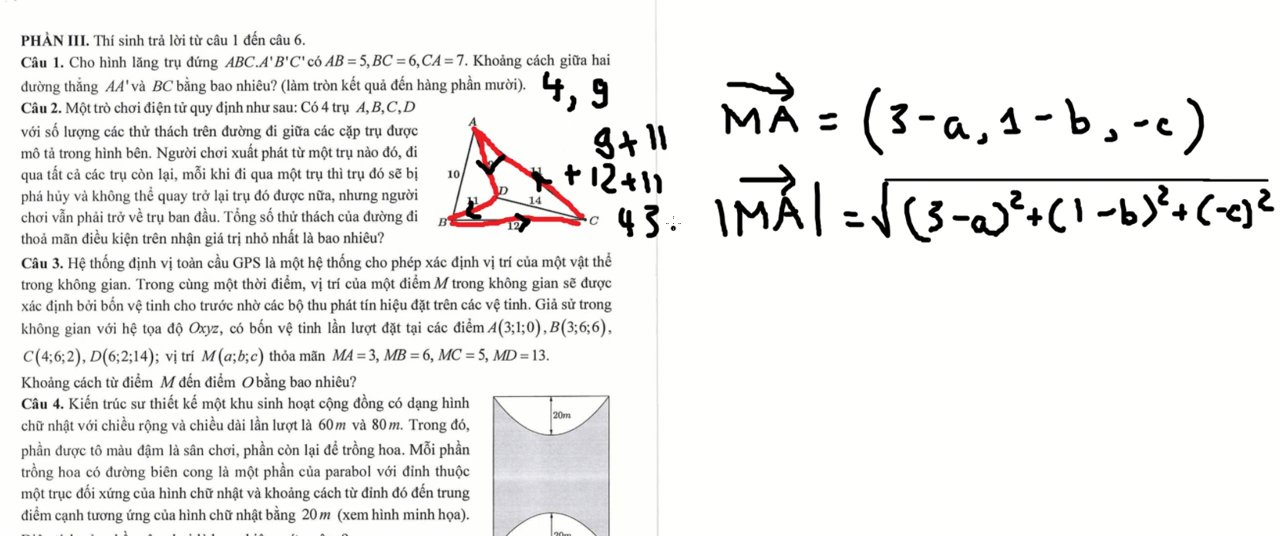 PHẦN III. Thí sinh trả lời từ câu 1 đến câu 6.
Câu 1. Cho hình lăng trụ đứng ABC.A'B'C' có AB = 5, BC = 6, CA = 7. Khoảng cách giữa hai
đường thẳng AA' và BC bằng bao nhiêu? (làm tròn kết quả đến hàng phần mười).
4,9
Câu 2. Một trò chơi điện tử quy định như sau: Có 4 trụ A, B, C, D
với số lượng các thử thách trên đường đi giữa các cặp trụ được
mô tả trong hình bên. Người chơi xuất phát từ một trụ nào đó, đi
qua tất cả các trụ còn lại, mỗi khi đi qua một trụ thì trụ đó sẽ bị
phá hủy và không thể quay trở lại trụ đó được nữa, nhưng người
chơi vẫn phải trở về trụ ban đầu. Tổng số thử thách của đường đi
thoả mãn điều kiện trên nhận giá trị nhỏ nhất là bao nhiêu?
A
10
D
11
14
B
12
C
9+11
+12+11
43.
Câu 3. Hệ thống định vị toàn cầu GPS là một hệ thống cho phép xác định vị trí của một vật thể
trong không gian. Trong cùng một thời điểm, vị trí của một điểm M trong không gian sẽ được
xác định bởi bốn vệ tinh cho trước nhờ các bộ thu phát tín hiệu đặt trên các vệ tinh. Giả sử trong
không gian với hệ tọa độ Oxyz, có bốn vệ tinh lần lượt đặt tại các điểm A(3;1;0), B(3;6;6),
C(4;6;2), D(6;2;14); vị trí M(a;b;c) thỏa mãn MA = 3, MB = 6, MC = 5, MD = 13.
Khoảng cách từ điểm M đến điểm O bằng bao nhiêu?
Câu 4. Kiến trúc sư thiết kế một khu sinh hoạt cộng đồng có dạng hình
chữ nhật với chiều rộng và chiều dài lần lượt là 60m và 80m. Trong đó,
phần được tô màu đậm là sân chơi, phần còn lại để trồng hoa. Mỗi phần
trồng hoa có đường biên cong là một phần của parabol với đỉnh thuộc
một trục đối xứng của hình chữ nhật và khoảng cách từ đỉnh đó đến trung
điểm cạnh tương ứng của hình chữ nhật bằng 20m (xem hình minh họa).
20m
20m
MA = (3-a, 1-b, -c)
|MA| = √(3-a)²+(1-b)²+(-c)²